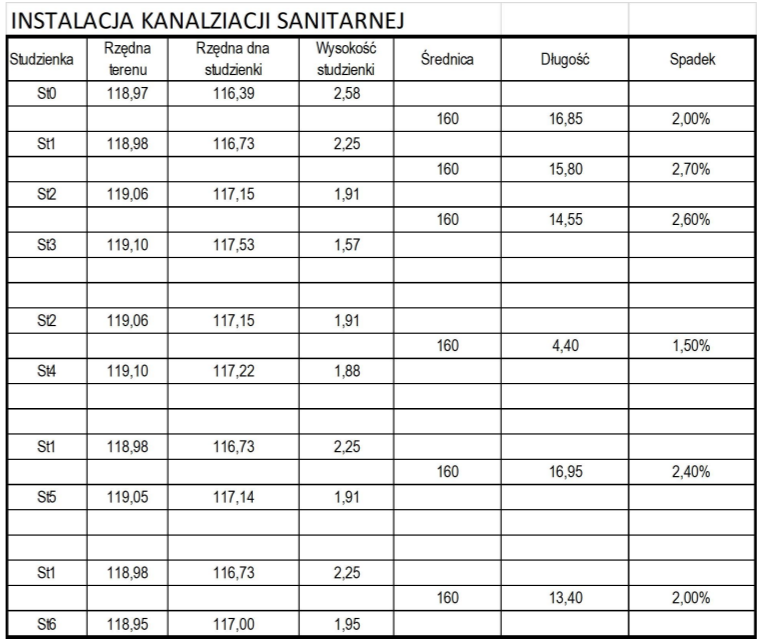 INSTALACJA KANALZIACJI SANITARNEJ
Studzienka Rzędna terenu Rzędna dna studzienki Wysokość studzienki Średnica Długość Spadek
St0 118,97 116,39 2,58
160 16,85 2,00%
St1 118,98 116,73 2,25
160 15,80 2,70%
St2 119,06 117,15 1,91
160 14,55 2,60%
St3 119,10 117,53 1,57
St2 119,06 117,15 1,91
160 4,40 1,50%
St4 119,10 117,22 1,88
St1 118,98 116,73 2,25
160 16,95 2,40%
St5 119,05 117,14 1,91
St1 118,98 116,73 2,25
160 13,40 2,00%
St6 118,95 117,00 1,95